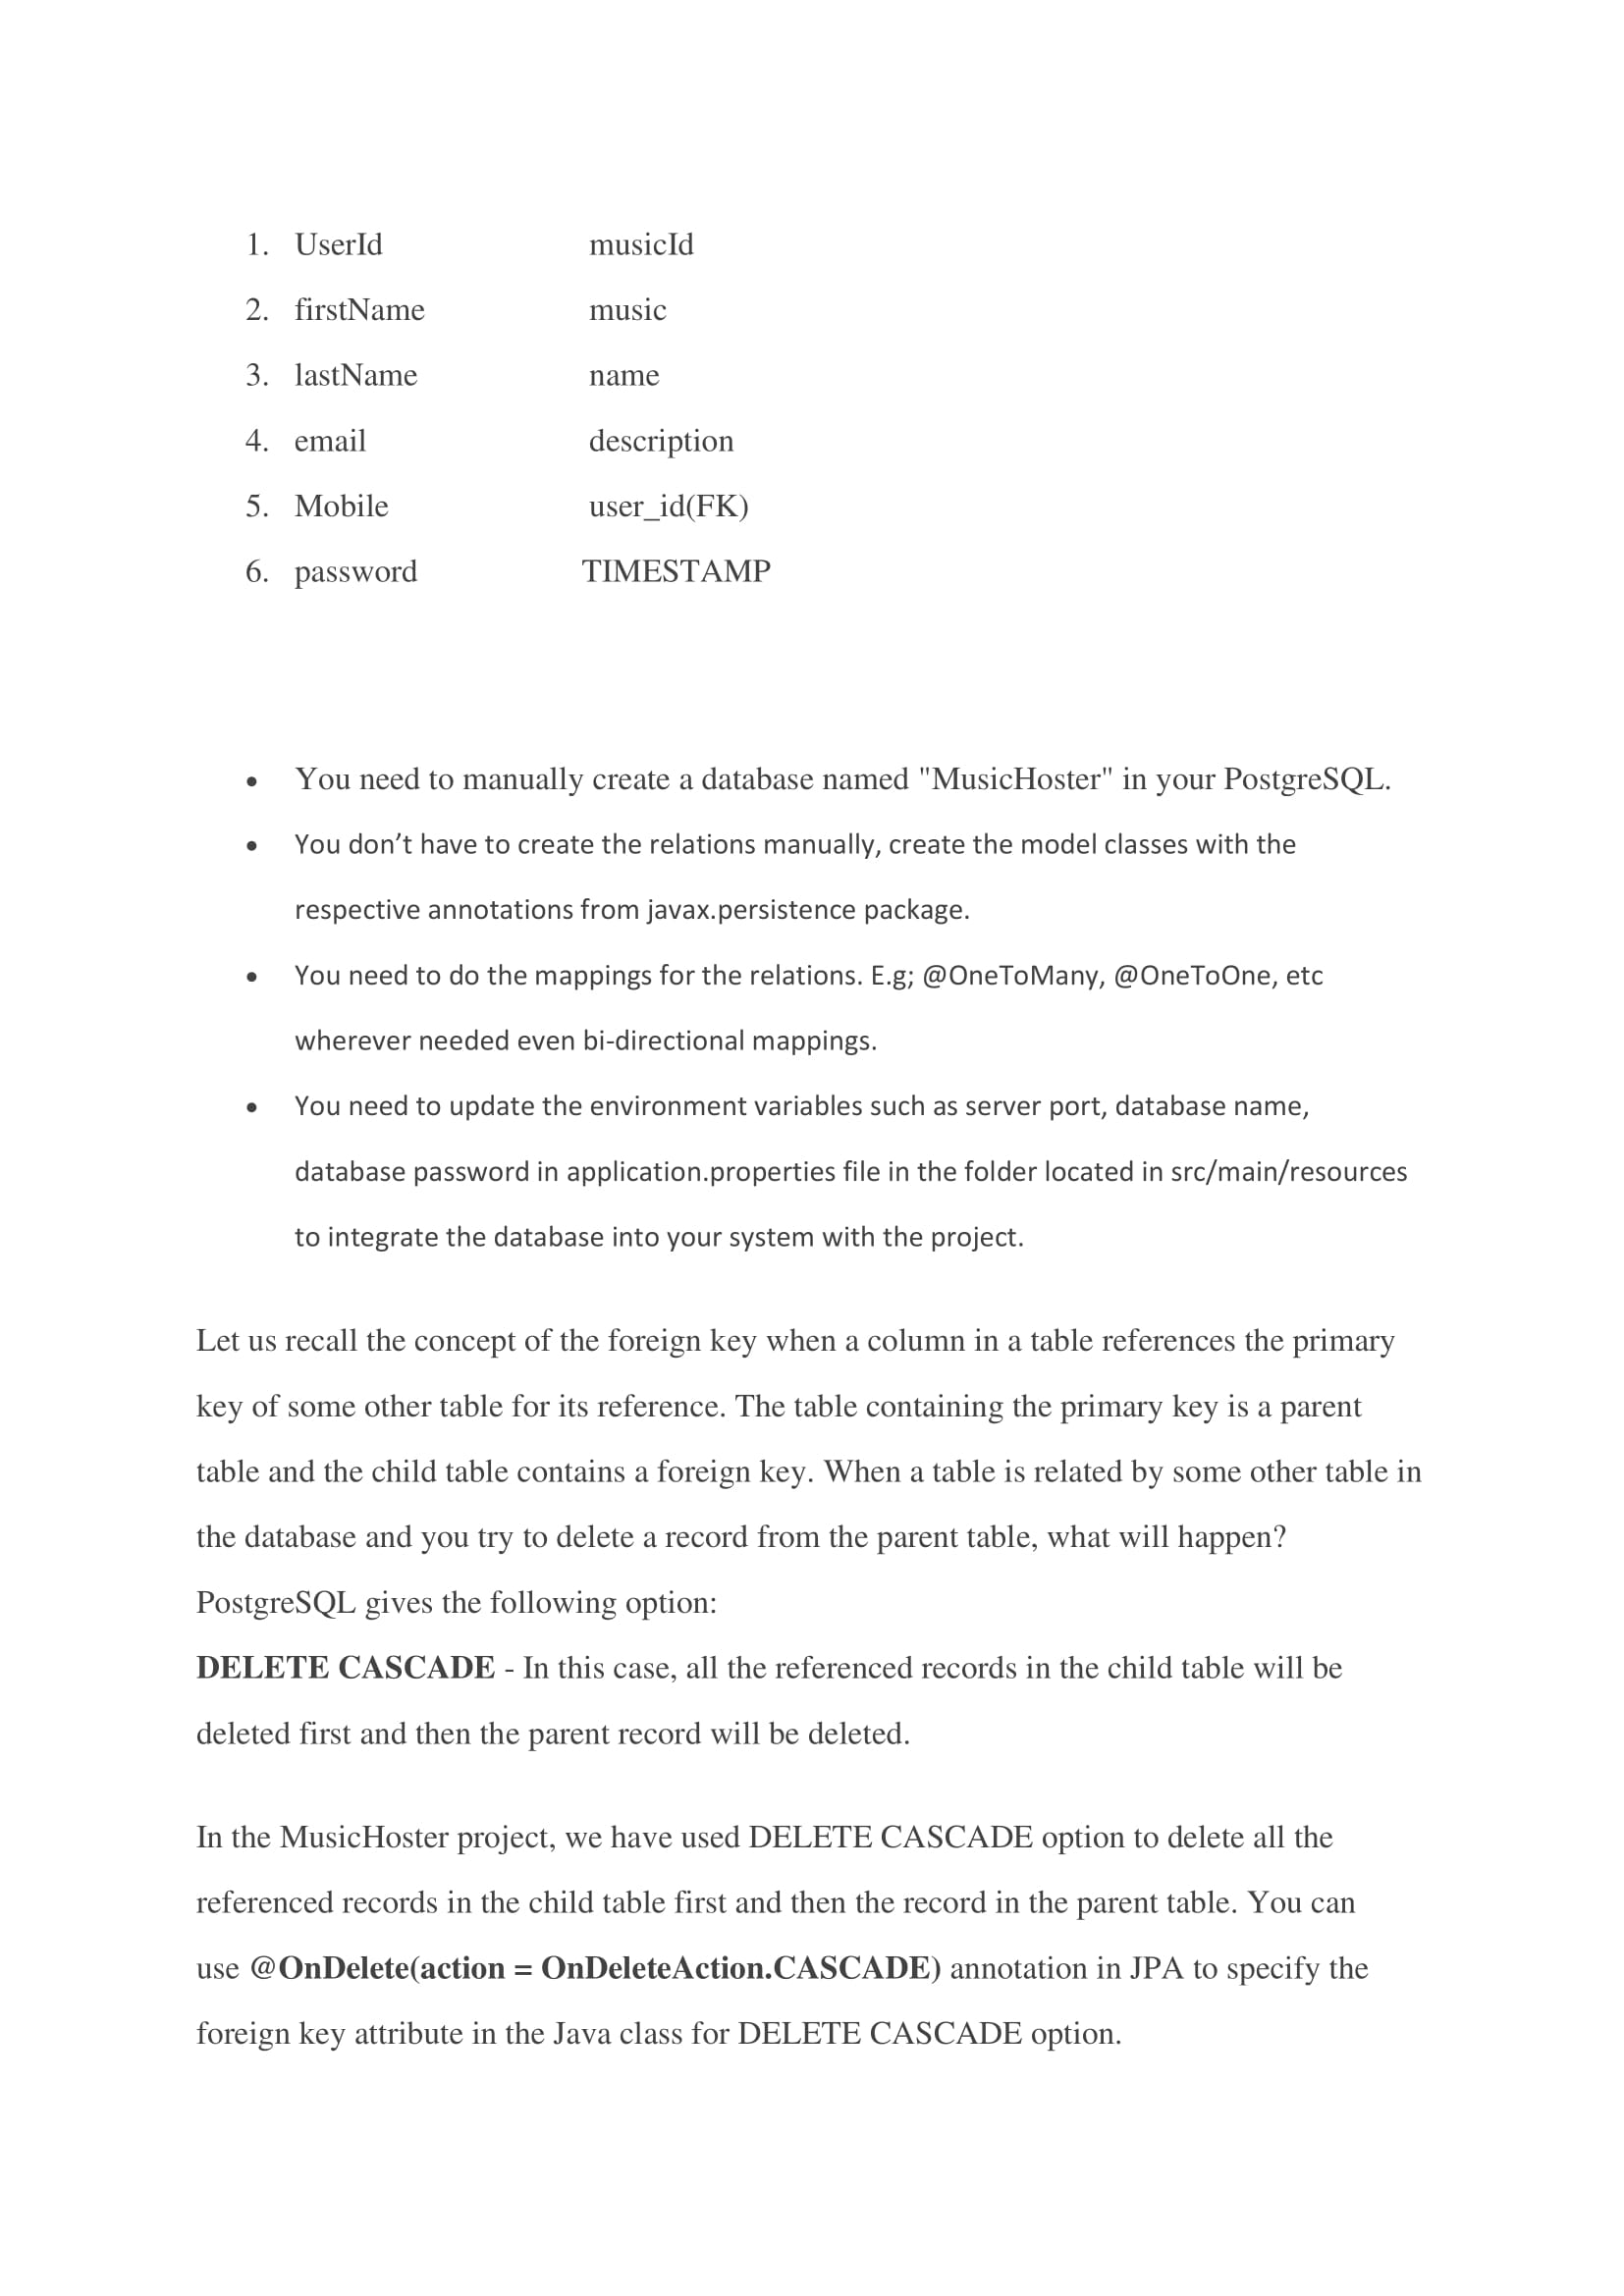 1. UserId musicId
2. firstName music
3. lastName name
4. email description
5. Mobile user_id(FK)
6. password TIMESTAMP
• You need to manually create a database named "MusicHoster" in your PostgreSQL.
• You don’t have to create the relations manually, create the model classes with the
respective annotations from javax.persistence package.
• You need to do the mappings for the relations. E.g; @OneToMany, @OneToOne, etc
wherever needed even bi-directional mappings.
• You need to update the environment variables such as server port, database name,
database password in application.properties file in the folder located in src/main/resources
to integrate the database into your system with the project.
Let us recall the concept of the foreign key when a column in a table references the primary
key of some other table for its reference. The table containing the primary key is a parent
table and the child table contains a foreign key. When a table is related by some other table in
the database and you try to delete a record from the parent table, what will happen?
PostgreSQL gives the following option:
DELETE CASCADE - In this case, all the referenced records in the child table will be
deleted first and then the parent record will be deleted.
In the MusicHoster project, we have used DELETE CASCADE option to delete all the
referenced records in the child table first and then the record in the parent table. You can
use @OnDelete(action = OnDeleteAction.CASCADE) annotation in JPA to specify the
foreign key attribute in the Java class for DELETE CASCADE option.